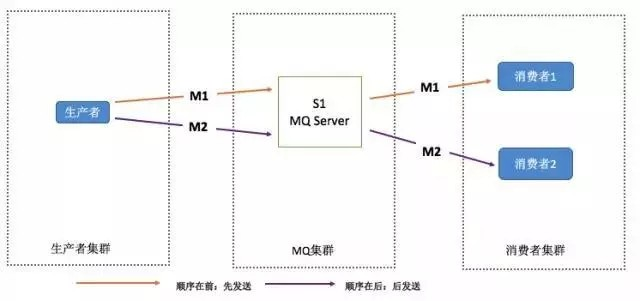 M1
M1
消费者1
生产者
S1
MQ Server
M2
M2
消费者2
生产者集群
MQ集群
消费者集群
顺序在前：先发送
顺序在后：后发送